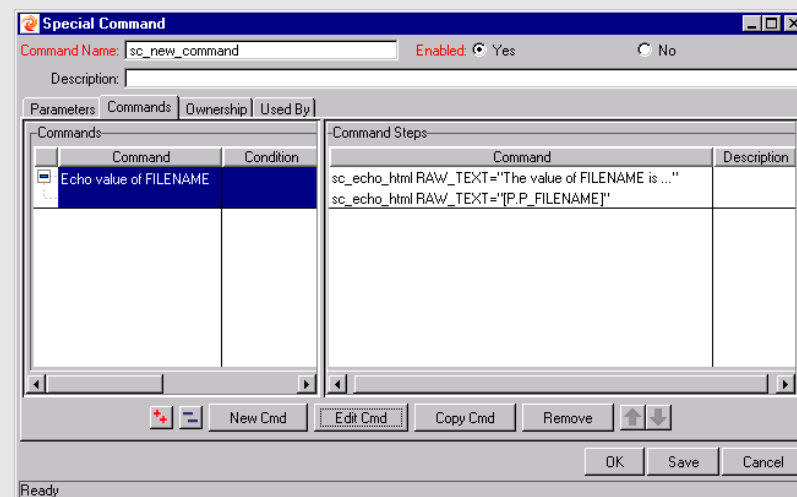 Special Command
Command Name: sc_new_command Enabled: Yes No
Description:
Parameters Commands Ownership Used By
Commands Command Steps
Command Condition Command Description
Echo value of FILENAME sc_echo_html RAW_TEXT="The value of FILENAME is ..."
sc_echo_html RAW_TEXT="[P.P_FILENAME]"
New Cmd Edit Cmd Copy Cmd Remove
OK Save Cancel
Ready